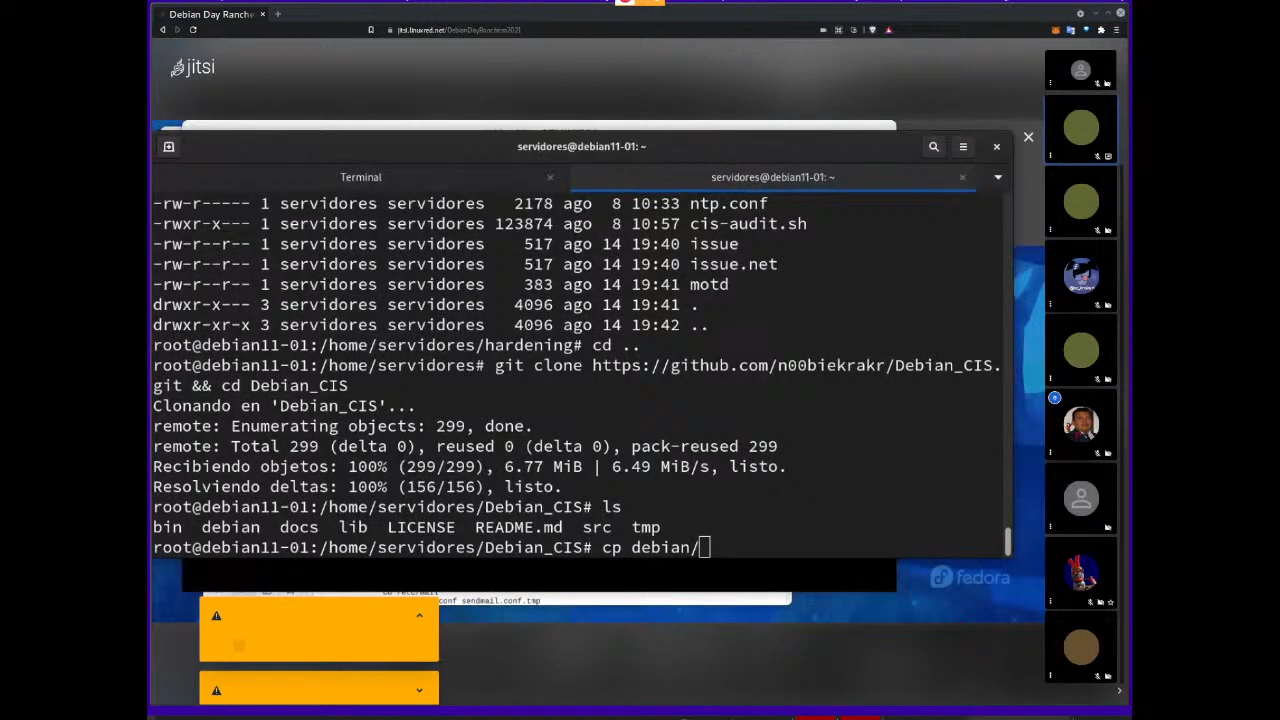 Debian Day Ranche
jitsi.linuxred.net/DebianDayRanchem2021
jitsi
servidores@debian11-01: ~
Terminal
servidores@debian11-01: ~
-rw-r----- 1 servidores servidores   2178 ago  8 10:33 ntp.conf
-rwxr-x--- 1 servidores servidores 123874 ago  8 10:57 cis-audit.sh
-rw-r--r-- 1 servidores servidores    517 ago 14 19:40 issue
-rw-r--r-- 1 servidores servidores    517 ago 14 19:40 issue.net
-rw-r--r-- 1 servidores servidores    383 ago 14 19:41 motd
drwxr-x--- 3 servidores servidores   4096 ago 14 19:41 .
drwxr-xr-x 3 servidores servidores   4096 ago 14 19:42 ..
root@debian11-01:/home/servidores/hardening# cd ..
root@debian11-01:/home/servidores# git clone https://github.com/n00biekrakr/Debian_CIS.
git && cd Debian_CIS
Clonando en 'Debian_CIS'...
remote: Enumerating objects: 299, done.
remote: Total 299 (delta 0), reused 0 (delta 0), pack-reused 299
Recibiendo objetos: 100% (299/299), 6.77 MiB | 6.49 MiB/s, listo.
Resolviendo deltas: 100% (156/156), listo.
root@debian11-01:/home/servidores/Debian_CIS# ls
bin  debian  docs  lib  LICENSE  README.md  src  tmp
root@debian11-01:/home/servidores/Debian_CIS# cp debian/
fedora
conf sendmail.conf.tmp